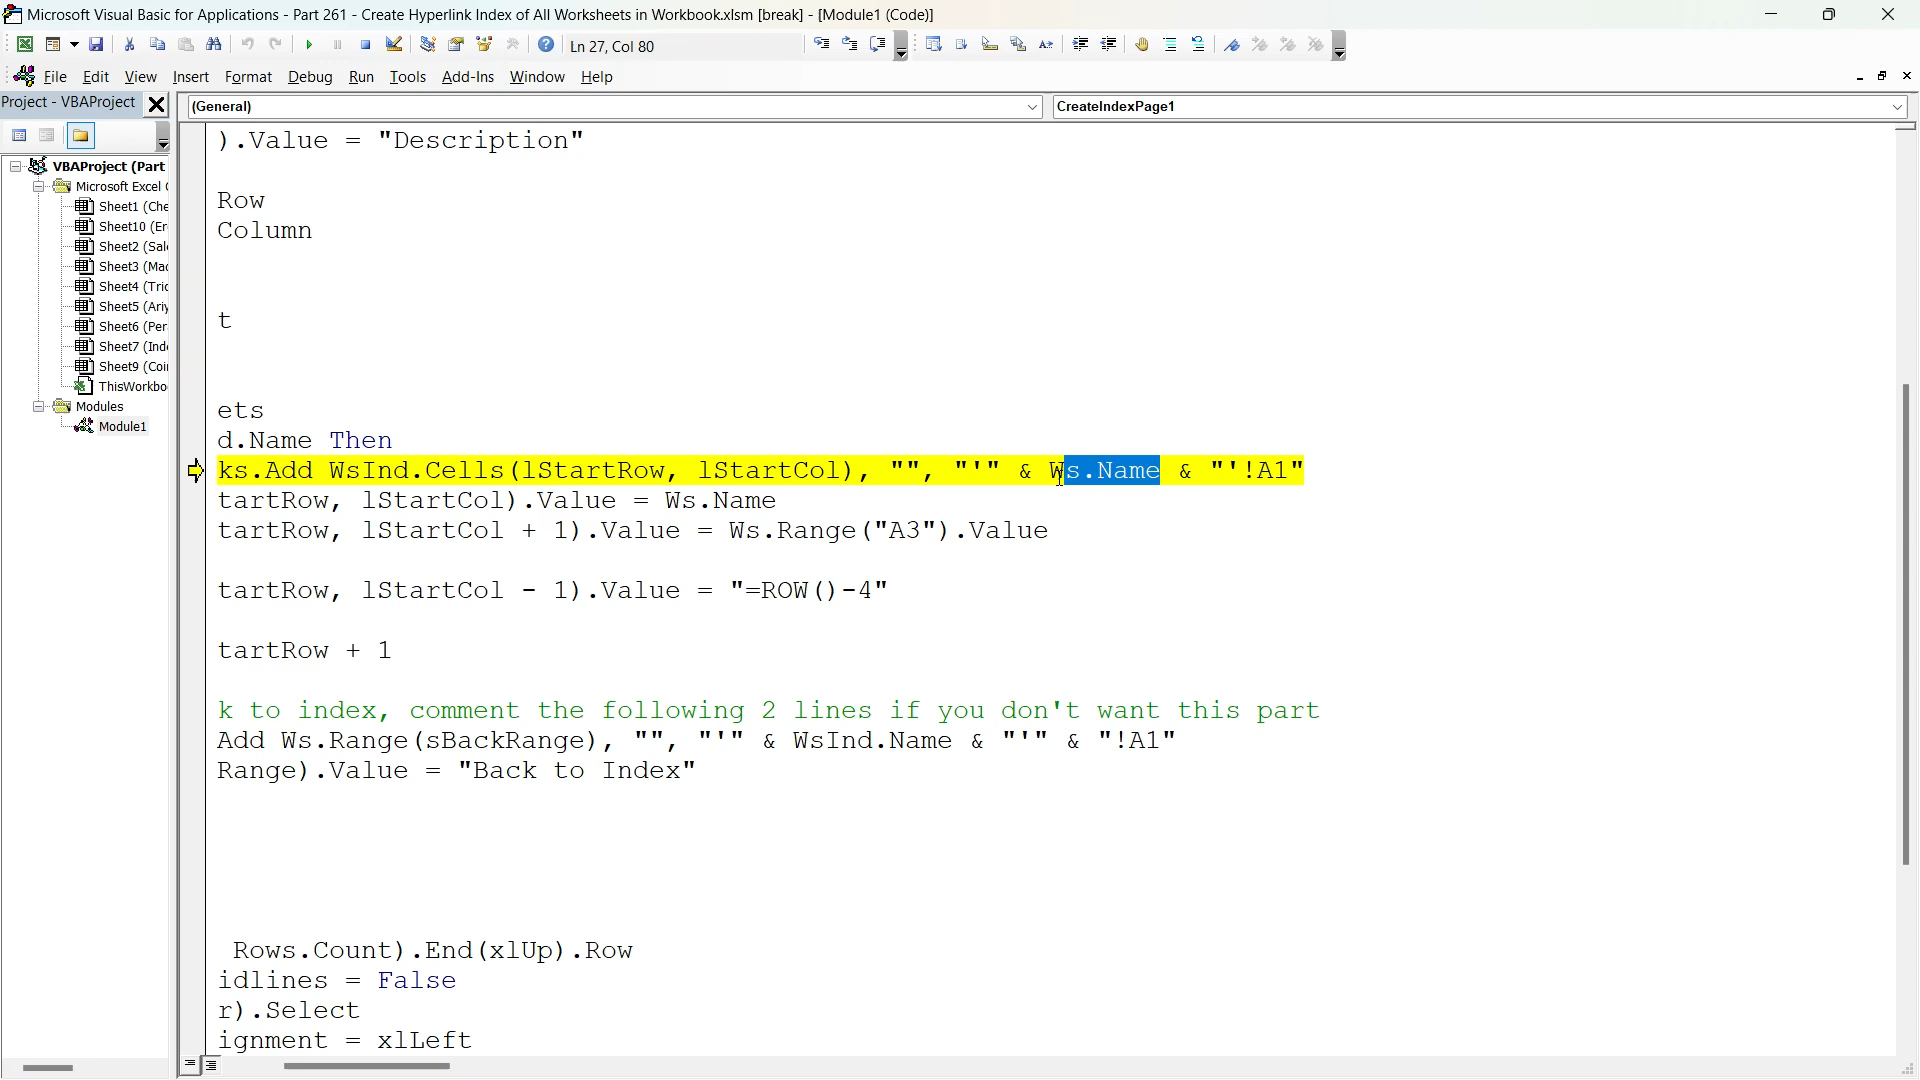 Microsoft Visual Basic for Applications - Part 261 - Create Hyperlink Index of All Worksheets in Workbook.xlsm [break] - [Module1 (Code)]
Ln 27, Col 80
File Edit View Insert Format Debug Run Tools Add-Ins Window Help
Project - VBAProject
(General)
CreateIndexPage1
VBAProject (Part
Microsoft Excel
Sheet1 (Che
Sheet10 (Er
Sheet2 (Sal
Sheet3 (Mac
Sheet4 (Tric
Sheet5 (Ariy
Sheet6 (Per
Sheet7 (Ind
Sheet9 (Coi
ThisWorkbo
Modules
Module1
).Value = "Description"
Row
Column
t
ets
d.Name Then
ks.Add WsInd.Cells(lStartRow, lStartCol), "", "'" & Ws.Name & "'!A1"
tartRow, lStartCol).Value = Ws.Name
tartRow, lStartCol + 1).Value = Ws.Range("A3").Value
tartRow, lStartCol - 1).Value = "=ROW()-4"
tartRow + 1
k to index, comment the following 2 lines if you don't want this part
Add Ws.Range(sBackRange), "", "'" & WsInd.Name & "'" & "!A1"
Range).Value = "Back to Index"
Rows.Count).End(xlUp).Row
idlines = False
r).Select
ignment = xlLeft